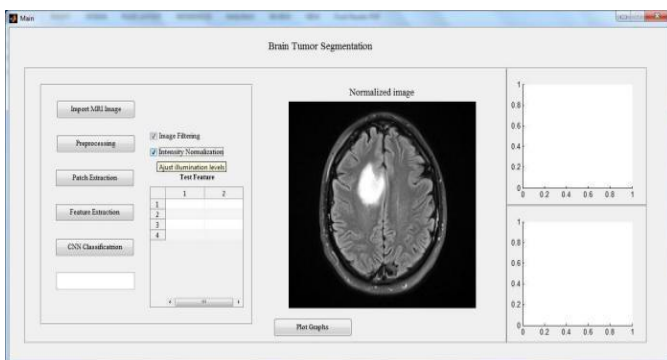 Main
Brain Tumor Segmentation
Import MRI Image
Preprocessing
Patch Extraction
Feature Extraction
CNN Classification
Image Filtering
Intensity Normalization
Ajust illumination levels
Test Feature
1 2
1
2
3
4
Normalized image
Plot Graphs
1
0.8
0.6
0.4
0.2
0
0 0.2 0.4 0.6 0.8 1
1
0.8
0.6
0.4
0.2
0
0 0.2 0.4 0.6 0.8 1